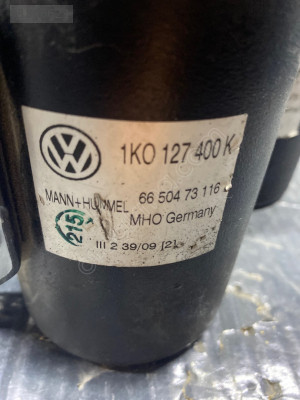 1K0 127 400 K
MANN+HUMMEL 66 504 73 116
MHO Germany
215
III 2 39/09 [2]